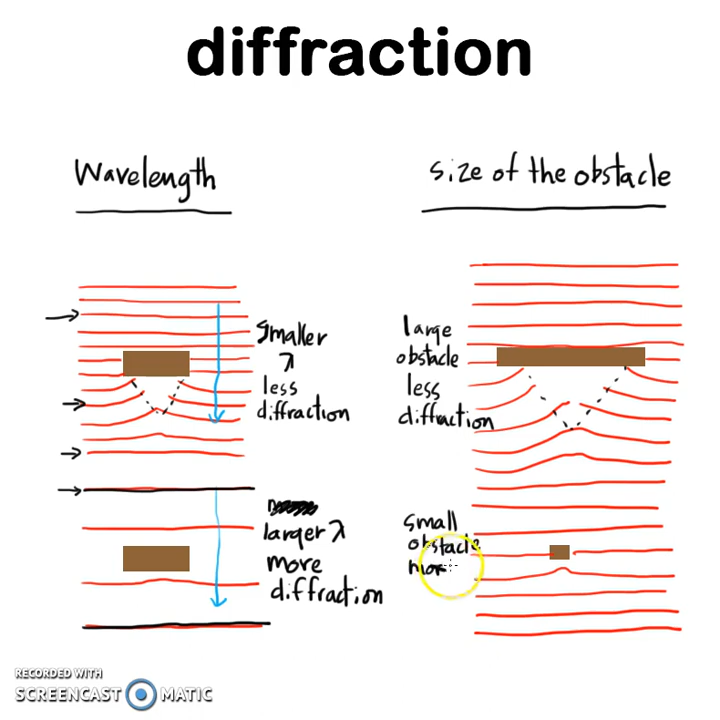 diffraction
Wavelength
smaller
λ
less
diffraction
larger λ
more
diffraction
size of the obstacle
large
obstacle
less
diffraction
small
obstacle
mor
RECORDED WITH
SCREENCAST MATIC